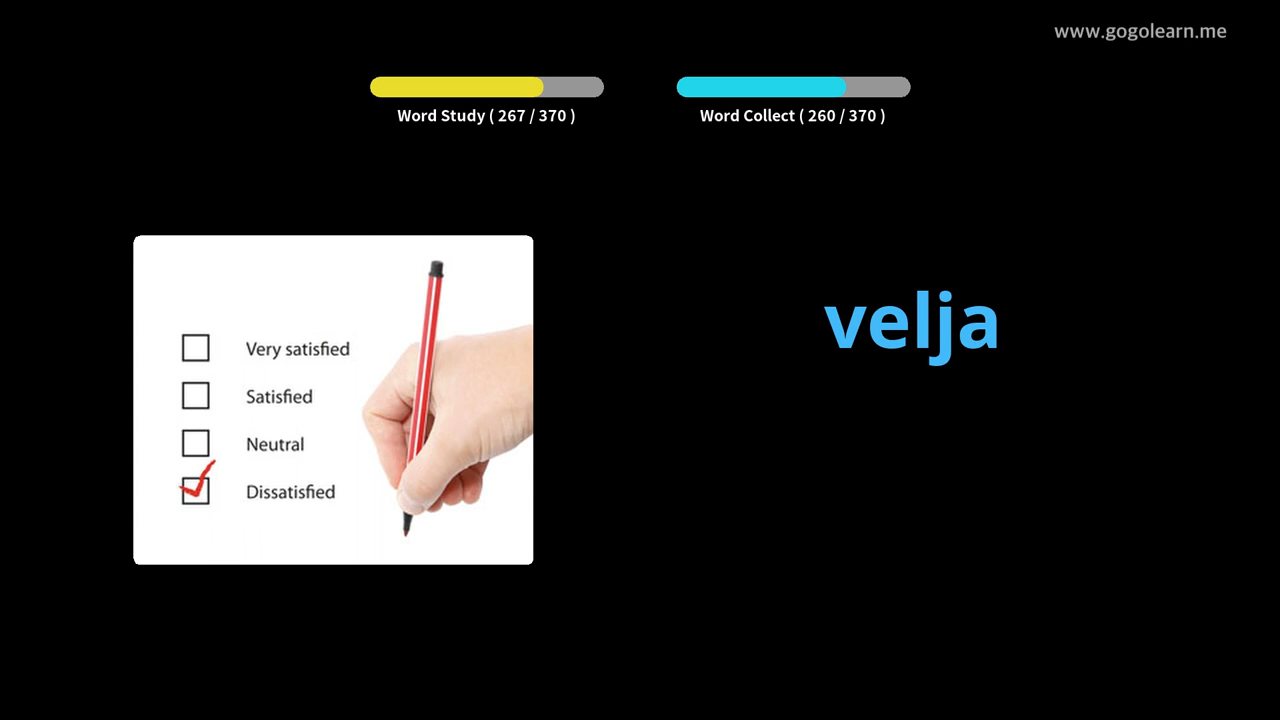 www.gogolearn.me
Word Study ( 267 / 370 )
Word Collect ( 260 / 370 )
velja
Very satisfied
Satisfied
Neutral
Dissatisfied